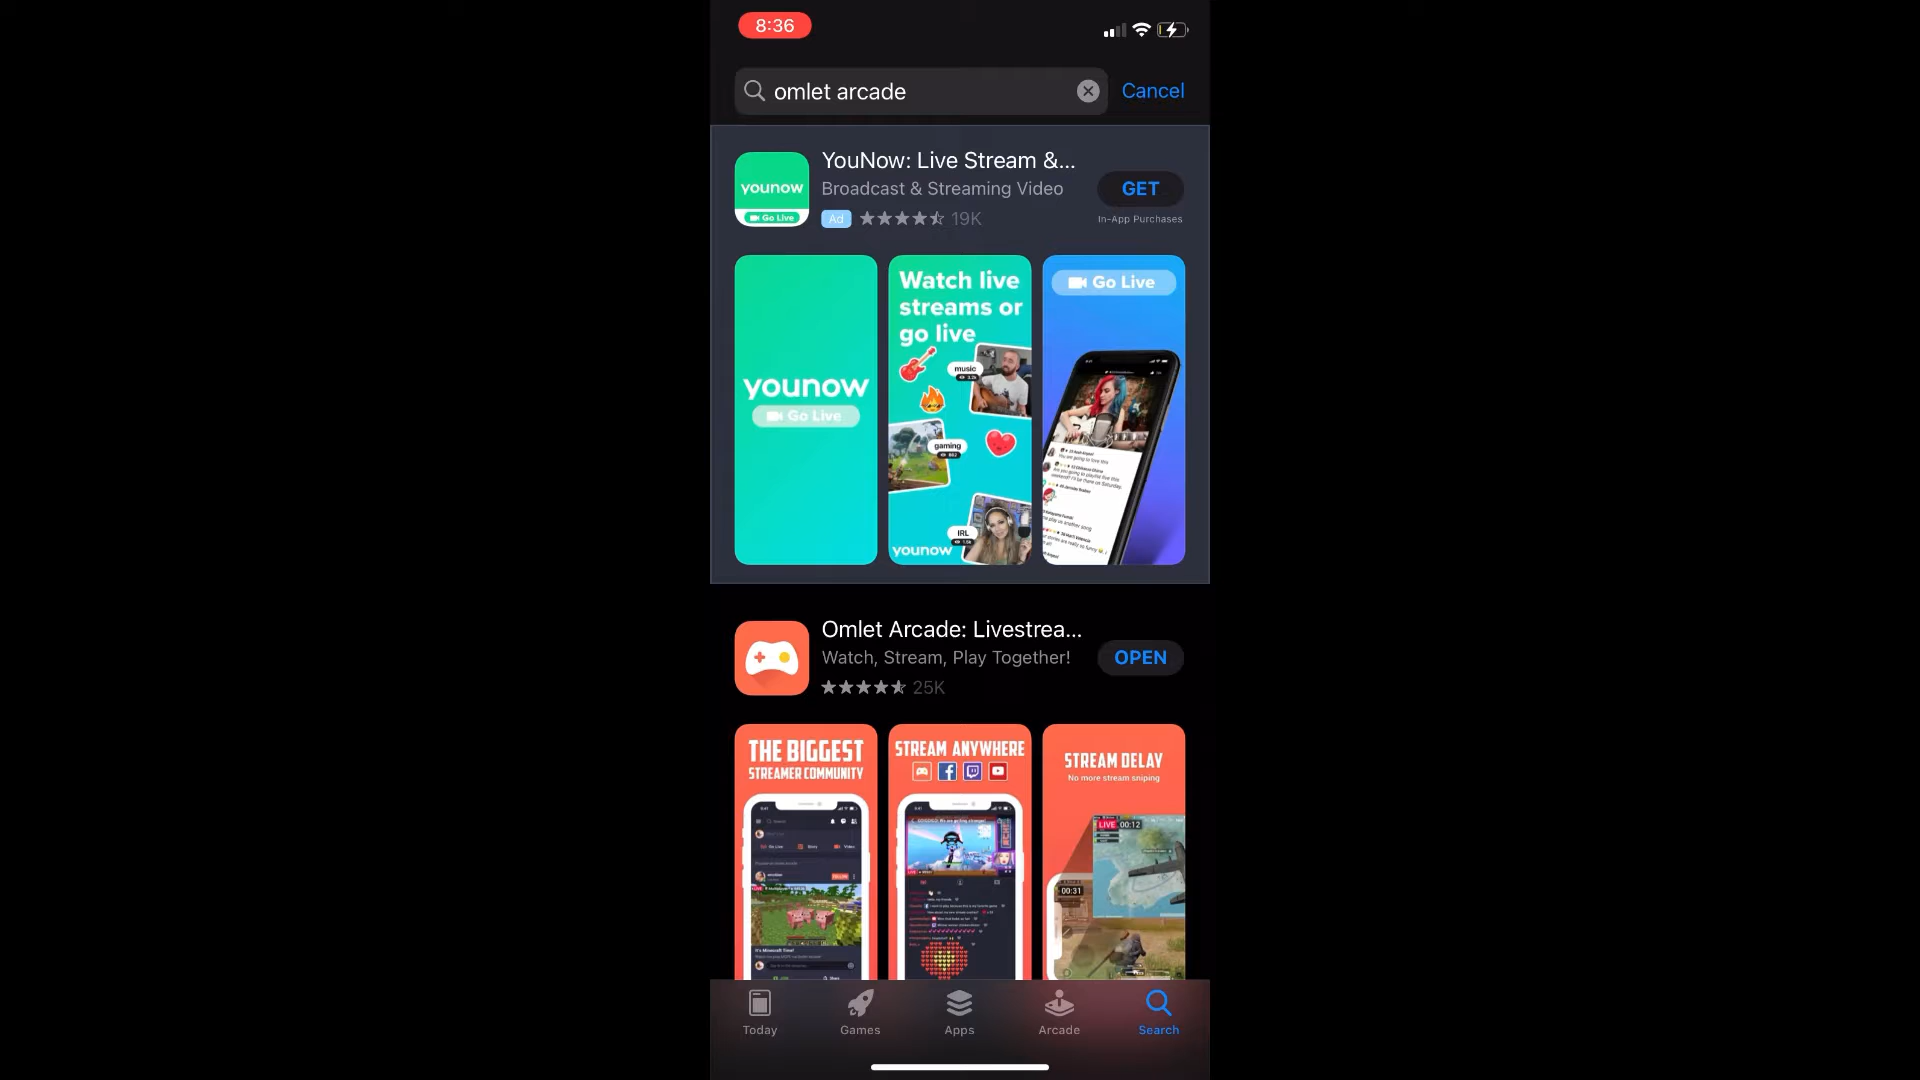 8:36
omlet arcade
Cancel
younow
Go Live
YouNow: Live Stream &...
Broadcast & Streaming Video
Ad
19K
GET
In-App Purchases
younow
Go Live
Watch live
streams or
go live
music
gaming
IRL
younow
Go Live
Omlet Arcade: Livestrea...
Watch, Stream, Play Together!
25K
OPEN
THE BIGGEST
STREAMER COMMUNITY
STREAM ANYWHERE
STREAM DELAY
No more stream sniping
LIVE 00:12
00:31
Today
Games
Apps
Arcade
Search